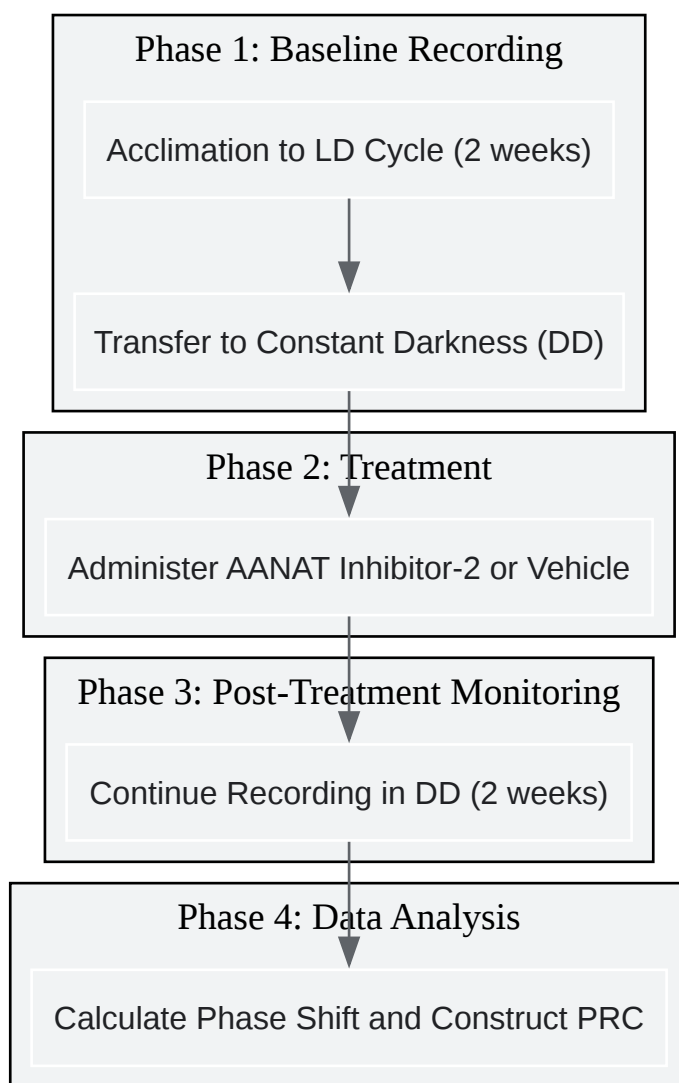 Phase 1: Baseline Recording
Acclimation to LD Cycle (2 weeks)
Transfer to Constant Darkness (DD)
Phase 2: Treatment
Administer AANAT Inhibitor-2 or Vehicle
Phase 3: Post-Treatment Monitoring
Continue Recording in DD (2 weeks)
Phase 4: Data Analysis
Calculate Phase Shift and Construct PRC